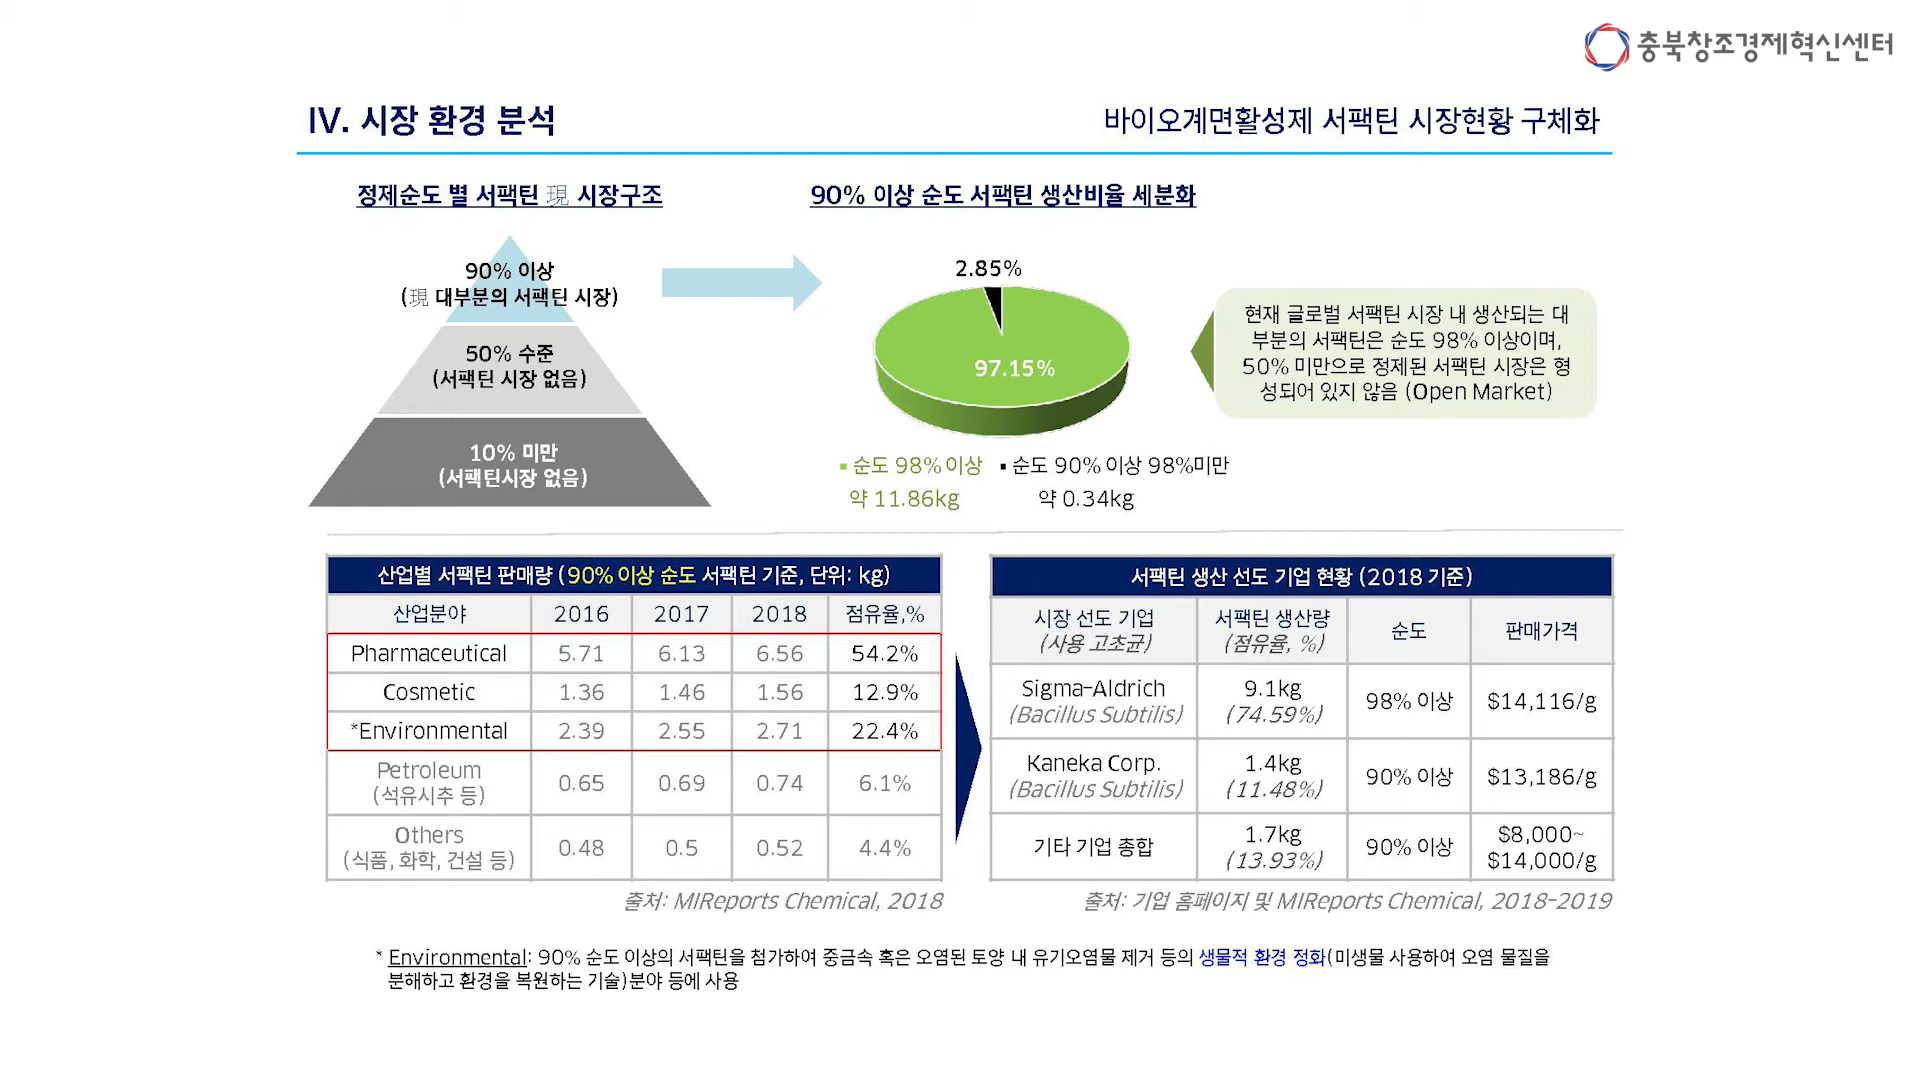 충북창조경제혁신센터
IV. 시장 환경 분석
바이오계면활성제 서팩틴 시장현황 구체화
정제순도 별 서팩틴 現 시장구조
90% 이상 순도 서팩틴 생산비율 세분화
90% 이상
(現 대부분의 서팩틴 시장)
50% 수준
(서팩틴 시장 없음)
10% 미만
(서팩틴시장 없음)
2.85%
97.15%
순도 98% 이상
순도 90% 이상 98%미만
약 11.86kg
약 0.34kg
현재 글로벌 서팩틴 시장 내 생산되는 대
부분의 서팩틴은 순도 98% 이상이며,
50% 미만으로 정제된 서팩틴 시장은 형
성되어 있지 않음 (Open Market)
산업별 서팩틴 판매량 (90% 이상 순도 서팩틴 기준, 단위: kg)
산업분야 2016 2017 2018 점유율,%
Pharmaceutical 5.71 6.13 6.56 54.2%
Cosmetic 1.36 1.46 1.56 12.9%
*Environmental 2.39 2.55 2.71 22.4%
Petroleum
(석유시추 등) 0.65 0.69 0.74 6.1%
Others
(식품, 화학, 건설 등) 0.48 0.5 0.52 4.4%
출처: MIReports Chemical, 2018
서팩틴 생산 선도 기업 현황 (2018 기준)
시장 선도 기업
(사용 고초균)
서팩틴 생산량
(점유율, %)
순도
판매가격
Sigma-Aldrich
(Bacillus Subtilis)
9.1kg
(74.59%)
98% 이상
$14,116/g
Kaneka Corp.
(Bacillus Subtilis)
1.4kg
(11.48%)
90% 이상
$13,186/g
기타 기업 총합
1.7kg
(13.93%)
90% 이상
$8,000~
$14,000/g
출처: 기업 홈페이지 및 MIReports Chemical, 2018-2019
* Environmental: 90% 순도 이상의 서팩틴을 첨가하여 중금속 혹은 오염된 토양 내 유기오염물 제거 등의 생물적 환경 정화(미생물 사용하여 오염 물질을
분해하고 환경을 복원하는 기술)분야 등에 사용